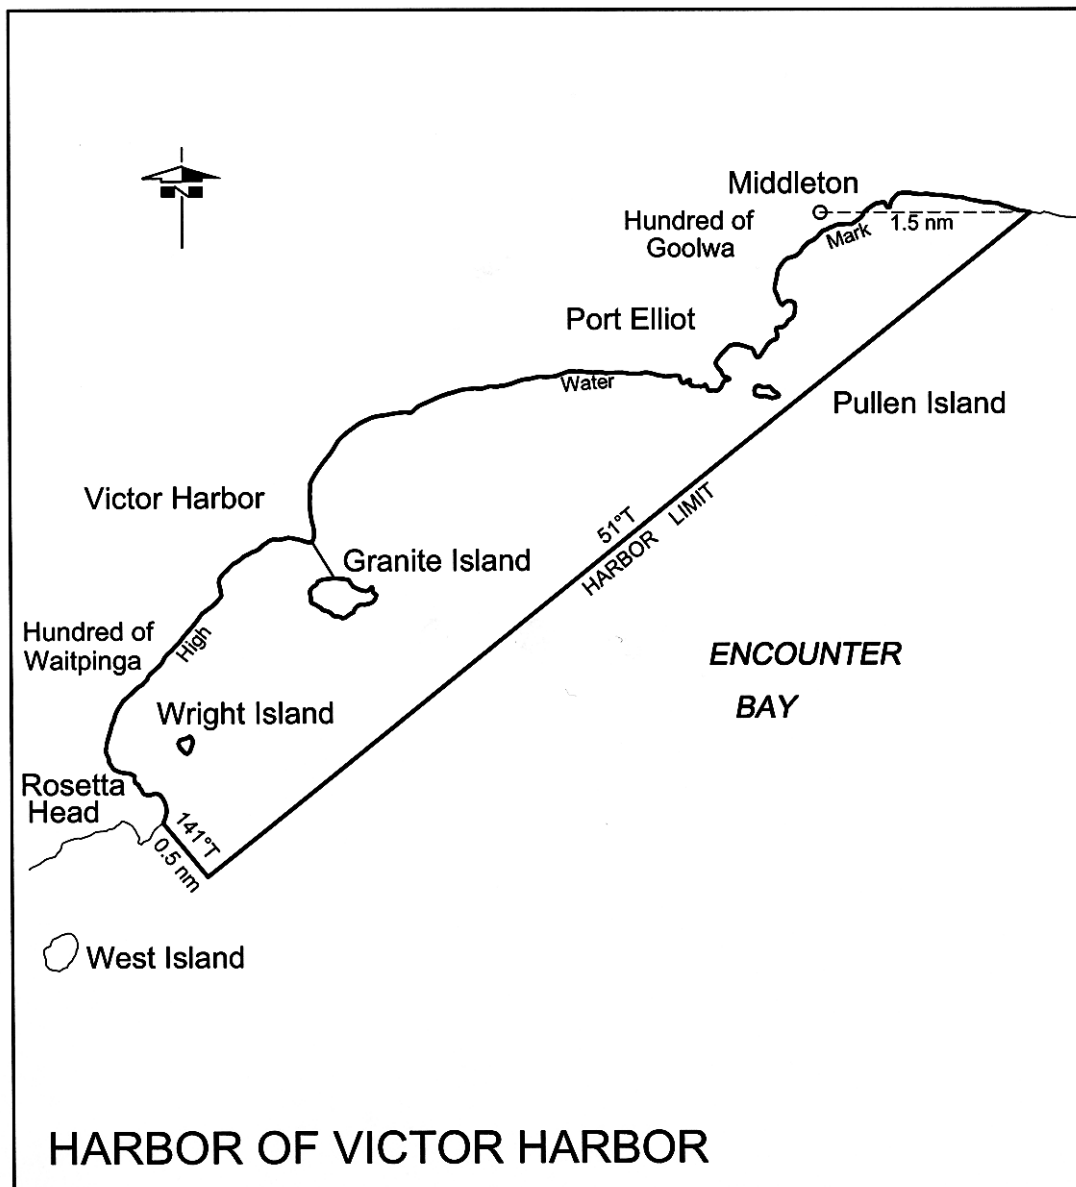 N
Middleton
Hundred of
Goolwa
1.5 nm
Mark
Port Elliot
Water
Pullen Island
Victor Harbor
51°T
HARBOR LIMIT
Granite Island
Hundred of
Waitpinga
High
ENCOUNTER
BAY
Wright Island
Rosetta
Head
141°T
0.5 nm
West Island
HARBOR OF VICTOR HARBOR